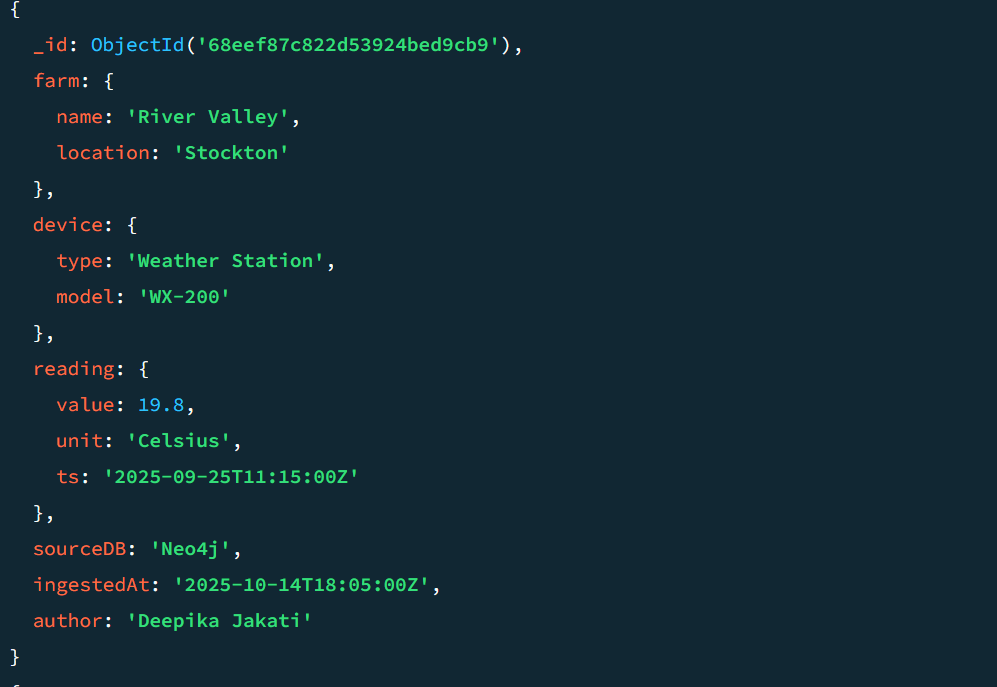 {
  _id: ObjectId('68eef87c822d53924bed9cb9'),
  farm: {
    name: 'River Valley',
    location: 'Stockton'
  },
  device: {
    type: 'Weather Station',
    model: 'WX-200'
  },
  reading: {
    value: 19.8,
    unit: 'Celsius',
    ts: '2025-09-25T11:15:00Z'
  },
  sourceDB: 'Neo4j',
  ingestedAt: '2025-10-14T18:05:00Z',
  author: 'Deepika Jakati'
}